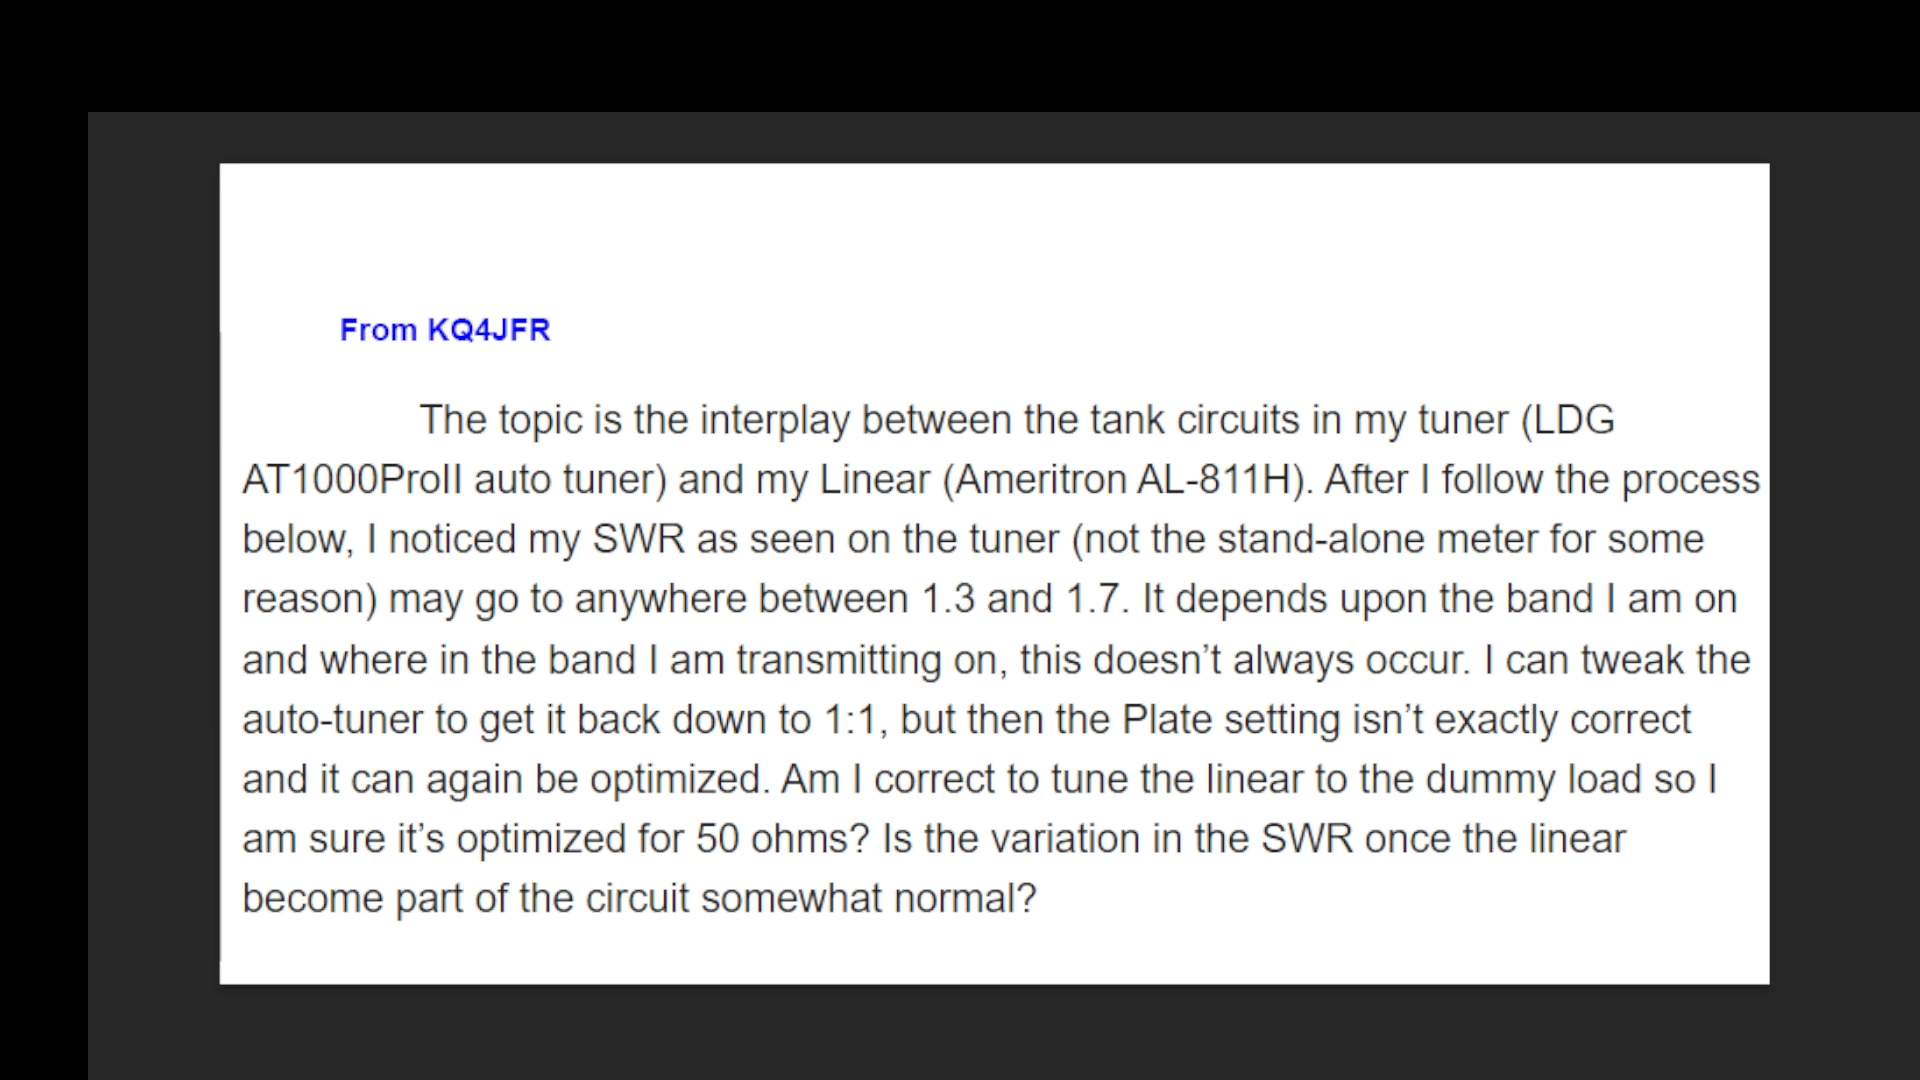 From KQ4JFR
The topic is the interplay between the tank circuits in my tuner (LDG
AT1000ProII auto tuner) and my Linear (Ameritron AL-811H). After I follow the process
below, I noticed my SWR as seen on the tuner (not the stand-alone meter for some
reason) may go to anywhere between 1.3 and 1.7. It depends upon the band I am on
and where in the band I am transmitting on, this doesn’t always occur. I can tweak the
auto-tuner to get it back down to 1:1, but then the Plate setting isn’t exactly correct
and it can again be optimized. Am I correct to tune the linear to the dummy load so I
am sure it’s optimized for 50 ohms? Is the variation in the SWR once the linear
become part of the circuit somewhat normal?